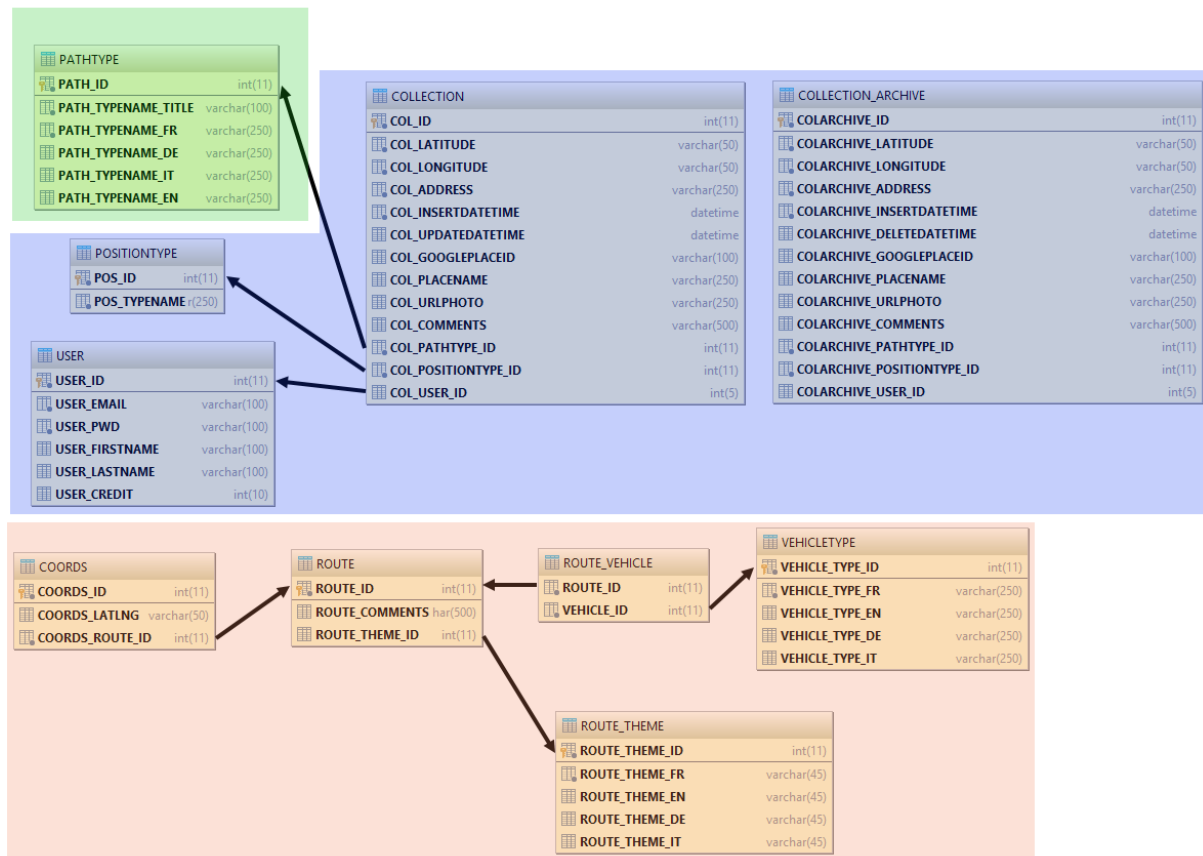 PATHTYPE
PATH_ID int(11)
PATH_TYPENAME_TITLE varchar(100)
PATH_TYPENAME_FR varchar(250)
PATH_TYPENAME_DE varchar(250)
PATH_TYPENAME_IT varchar(250)
PATH_TYPENAME_EN varchar(250)
COLLECTION
COL_ID int(11)
COL_LATITUDE varchar(50)
COL_LONGITUDE varchar(50)
COL_ADDRESS varchar(250)
COL_INSERTDATETIME datetime
COL_UPDATEDATETIME datetime
COL_GOOGLEPLACEID varchar(100)
COL_PLACENAME varchar(250)
COL_URLPHOTO varchar(250)
COL_COMMENTS varchar(500)
COL_PATHTYPE_ID int(11)
COL_POSITIONTYPE_ID int(11)
COL_USER_ID int(5)
COLLECTION_ARCHIVE
COLARCHIVE_ID int(11)
COLARCHIVE_LATITUDE varchar(50)
COLARCHIVE_LONGITUDE varchar(50)
COLARCHIVE_ADDRESS varchar(250)
COLARCHIVE_INSERTDATETIME datetime
COLARCHIVE_DELETEDATETIME datetime
COLARCHIVE_GOOGLEPLACEID varchar(100)
COLARCHIVE_PLACENAME varchar(250)
COLARCHIVE_URLPHOTO varchar(250)
COLARCHIVE_COMMENTS varchar(500)
COLARCHIVE_PATHTYPE_ID int(11)
COLARCHIVE_POSITIONTYPE_ID int(11)
COLARCHIVE_USER_ID int(5)
POSITIONTYPE
POS_ID int(11)
POS_TYPENAME r(250)
USER
USER_ID int(11)
USER_EMAIL varchar(100)
USER_PWD varchar(100)
USER_FIRSTNAME varchar(100)
USER_LASTNAME varchar(100)
USER_CREDIT int(10)
COORDS
COORDS_ID int(11)
COORDS_LATLNG varchar(50)
COORDS_ROUTE_ID int(11)
ROUTE
ROUTE_ID int(11)
ROUTE_COMMENTS har(500)
ROUTE_THEME_ID int(11)
ROUTE_VEHICLE
ROUTE_ID int(11)
VEHICLE_ID int(11)
VEHICLETYPE
VEHICLE_TYPE_ID int(11)
VEHICLE_TYPE_FR varchar(250)
VEHICLE_TYPE_EN varchar(250)
VEHICLE_TYPE_DE varchar(250)
VEHICLE_TYPE_IT varchar(250)
ROUTE_THEME
ROUTE_THEME_ID int(11)
ROUTE_THEME_FR varchar(45)
ROUTE_THEME_EN varchar(45)
ROUTE_THEME_DE varchar(45)
ROUTE_THEME_IT varchar(45)